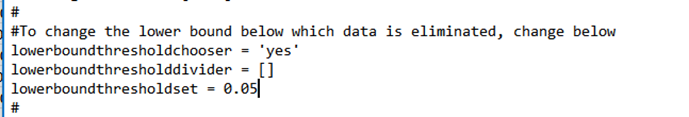 #
#To change the lower bound below which data is eliminated, change below
lowerboundthresholdchooser = 'yes'
lowerboundthresholddivider = []
lowerboundthresholdset = 0.05
#